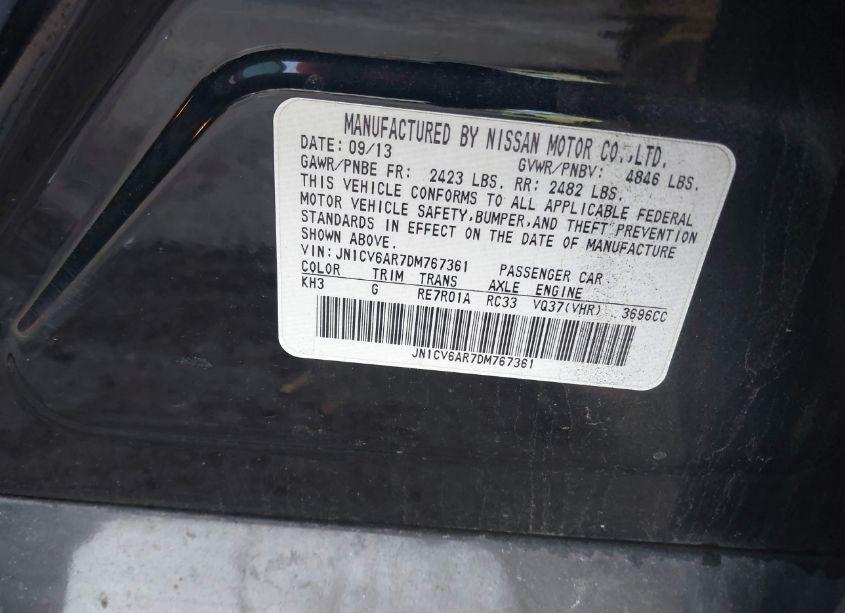 MANUFACTURED BY NISSAN MOTOR CO.,LTD.
DATE: 09/13 GVWR/PNBV: 4846 LBS.
GAWR/PNBE FR: 2423 LBS. RR: 2482 LBS.
THIS VEHICLE CONFORMS TO ALL APPLICABLE FEDERAL
MOTOR VEHICLE SAFETY,BUMPER,AND THEFT PREVENTION
STANDARDS IN EFFECT ON THE DATE OF MANUFACTURE
SHOWN ABOVE.
VIN:JN1CV6AR7DM767361 PASSENGER CAR
COLOR TRIM TRANS AXLE ENGINE
KH3 G RE7R01A RC33 VQ37(VHR) 3696CC
JN1CV6AR7DM767361